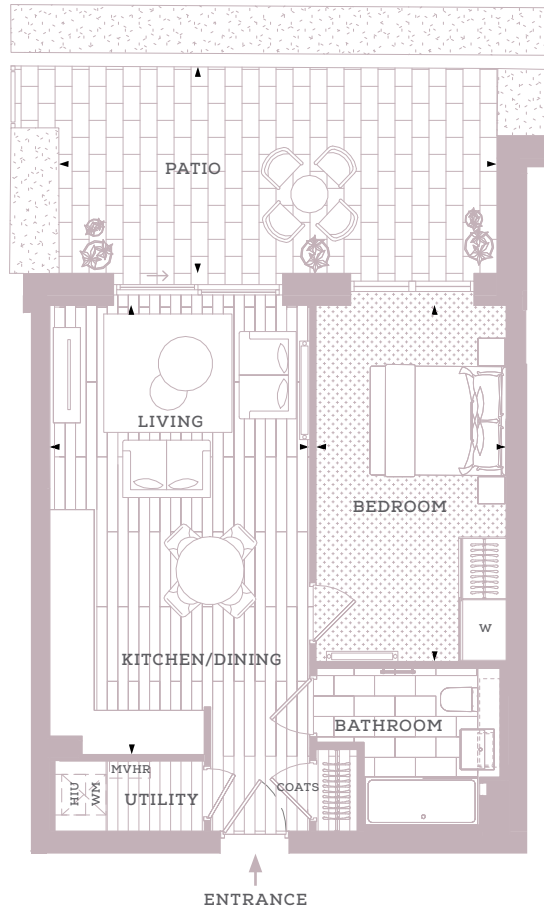 PATIO
LIVING
BEDROOM
W
KITCHEN/DINING
BATHROOM
MVHR
HIU
WM
UTILITY
COATS
ENTRANCE